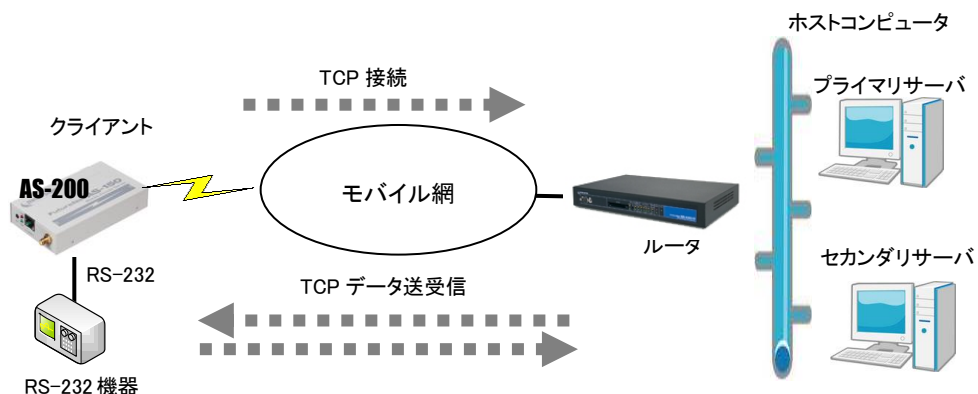 ホストコンピュータ
TCP 接続
プライマリサーバ
クライアント
AS-200
モバイル網
ルータ
RS-232
TCP データ送受信
セカンダリサーバ
RS-232 機器